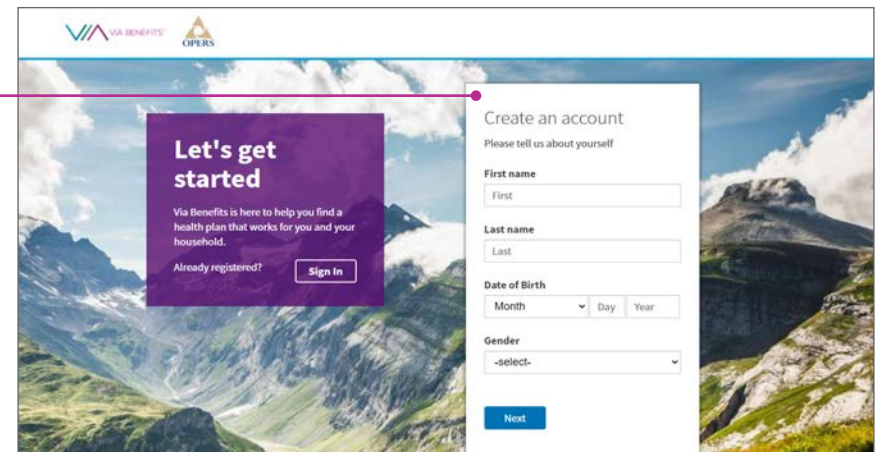 VIA BENEFITS
OPERS
Let's get
started
Via Benefits is here to help you find a
health plan that works for you and your
household.
Already registered?
Sign In
Create an account
Please tell us about yourself
First name
First
Last name
Last
Date of Birth
Month Day Year
Gender
-select-
Next